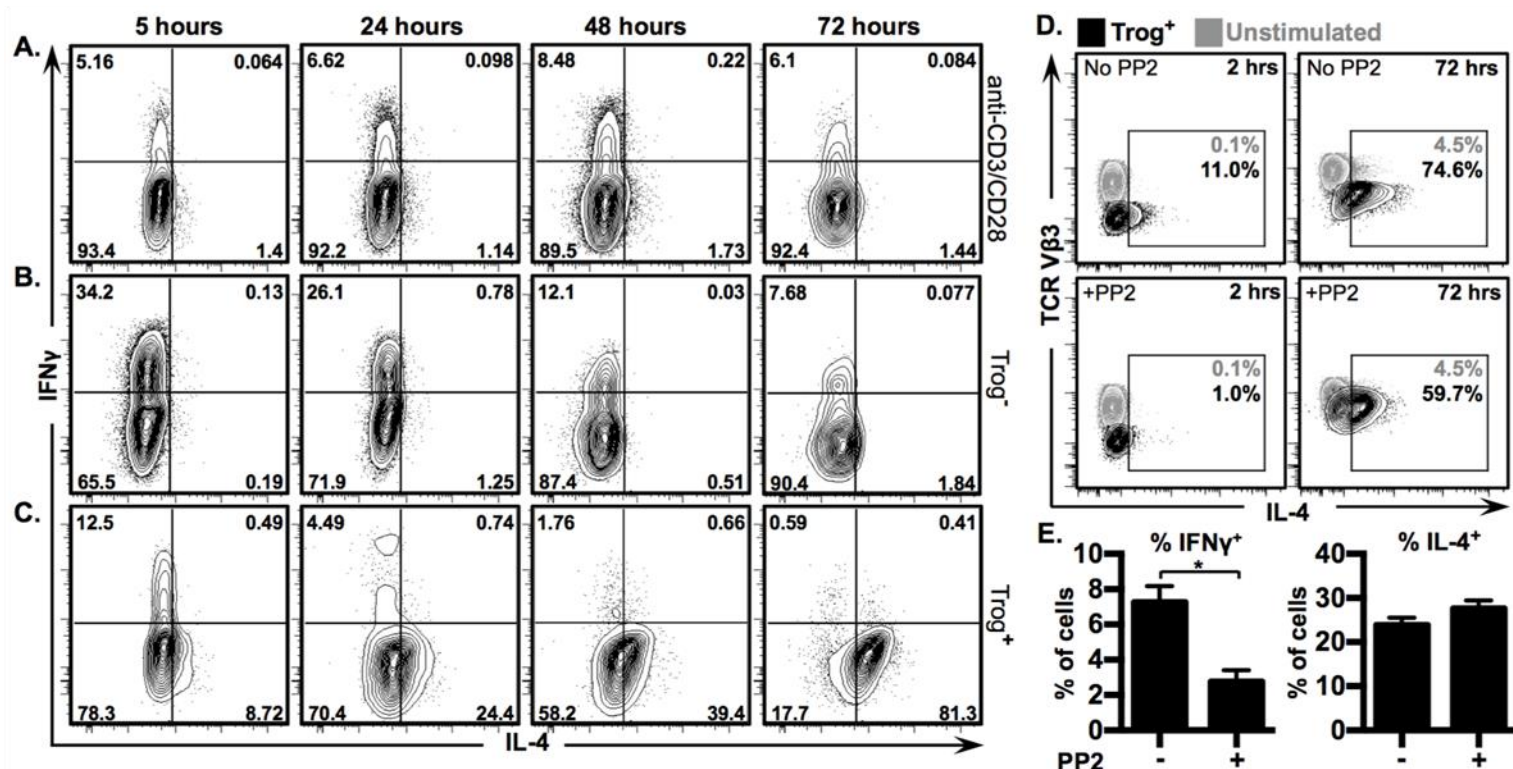 5 hours 24 hours 48 hours 72 hours
A.
5.16 0.064 6.62 0.098 8.48 0.22 6.1 0.084
93.4 1.4 92.2 1.14 89.5 1.73 92.4 1.44
anti-CD3/CD28
B.
34.2 0.13 26.1 0.78 12.1 0.03 7.68 0.077
65.5 0.19 71.9 1.25 87.4 0.51 90.4 1.84
Trog-
C.
12.5 0.49 4.49 0.74 1.76 0.66 0.59 0.41
78.3 8.72 70.4 24.4 58.2 39.4 17.7 81.3
Trog+
IFNγ
IL-4
D. Trog+ Unstimulated
No PP2 2 hrs No PP2 72 hrs
0.1% 4.5%
11.0% 74.6%
+PP2 2 hrs +PP2 72 hrs
0.1% 4.5%
1.0% 59.7%
TCR Vβ3
IL-4
E.
% IFNγ+ % IL-4+
*
% of cells
10
8
6
4
2
0
% of cells
40
30
20
10
0
PP2 - + - +